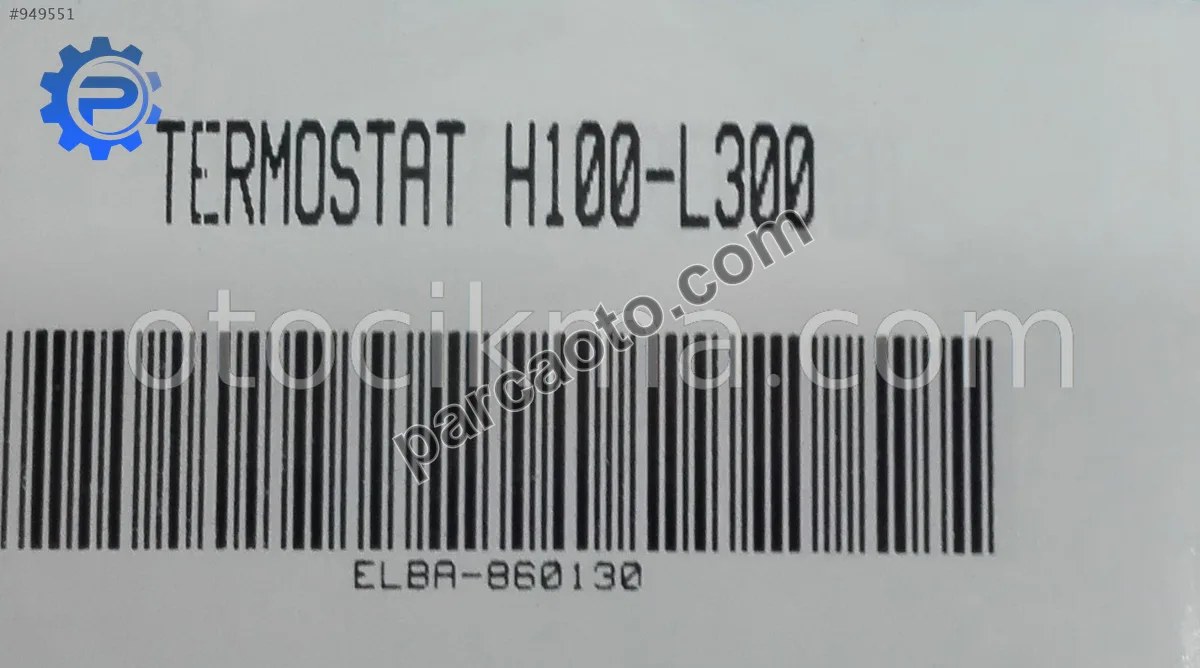 #949551
P
TERMOSTAT H100-L300
otocikma.com
parcaoto.com
ELBA-860130